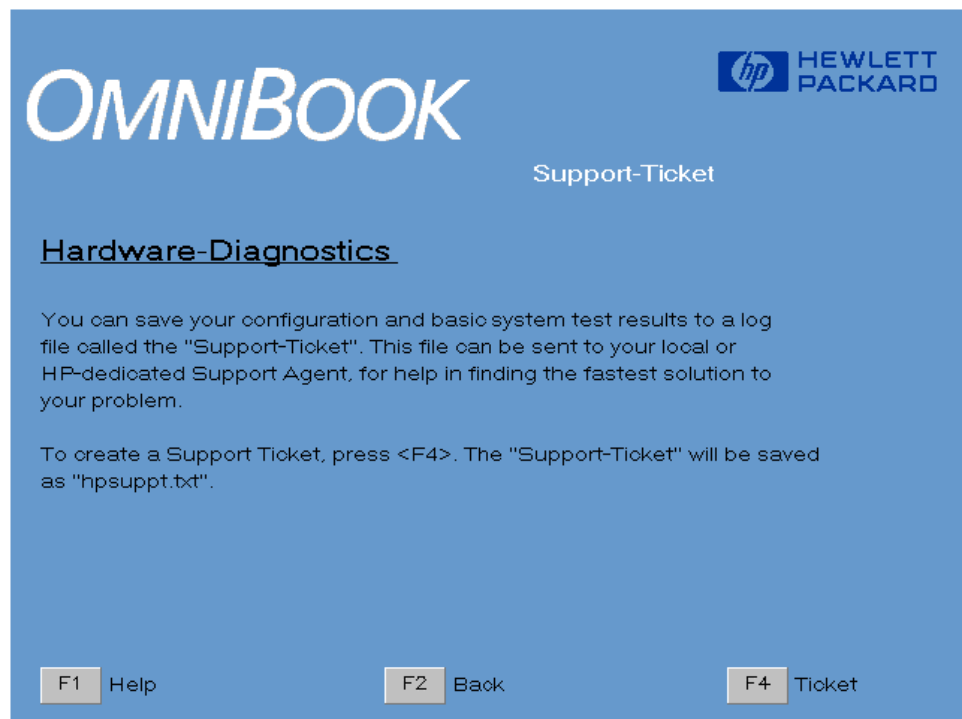 OMNIBOOK
hp HEWLETT
PACKARD
Support-Ticket
Hardware-Diagnostics
You can save your configuration and basic system test results to a log
file called the "Support-Ticket". This file can be sent to your local or
HP-dedicated Support Agent, for help in finding the fastest solution to
your problem.
To create a Support Ticket, press <F4>. The "Support-Ticket" will be saved
as "hpsuppt.txt".
F1 Help F2 Back F4 Ticket